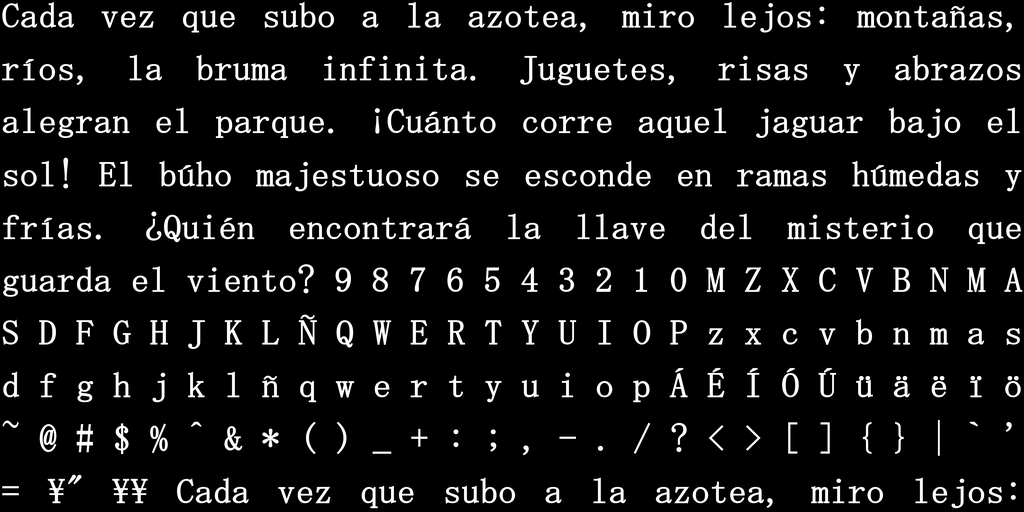 Cada vez que subo a la azotea, miro lejos: montañas,
ríos, la bruma infinita. Juguetes, risas y abrazos
alegran el parque. ¡Cuánto corre aquel jaguar bajo el
sol! El búho majestuoso se esconde en ramas húmedas y
frías. ¿Quién encontrará la llave del misterio que
guarda el viento? 9 8 7 6 5 4 3 2 1 0 M Z X C V B N M A
S D F G H J K L Ñ Q W E R T Y U I O P z x c v b n m a s
d f g h j k l ñ q w e r t y u i o p Á É Í Ó Ú ü ä ë ï ö
~ @ # $ % ^ & * ( ) _ + : ; , - . / ? < > [ ] { } | ` ’
= ¥" ¥¥ Cada vez que subo a la azotea, miro lejos: